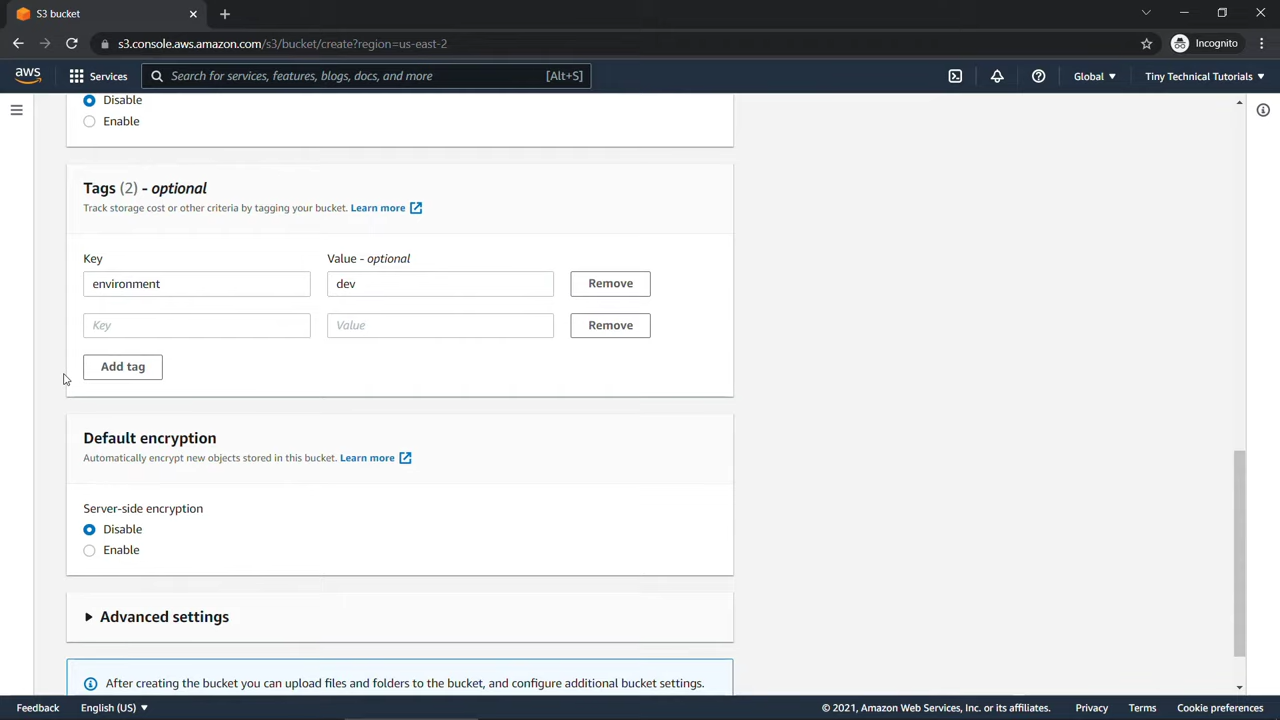 S3 bucket
s3.console.aws.amazon.com/s3/bucket/create?region=us-east-2
Incognito
aws
Services
Search for services, features, blogs, docs, and more
[Alt+S]
Global
Tiny Technical Tutorials
Disable
Enable
Tags (2) - optional
Track storage cost or other criteria by tagging your bucket. Learn more
Key
Value - optional
environment
dev
Remove
Key
Value
Remove
Add tag
Default encryption
Automatically encrypt new objects stored in this bucket. Learn more
Server-side encryption
Disable
Enable
Advanced settings
After creating the bucket you can upload files and folders to the bucket, and configure additional bucket settings.
Feedback
English (US)
© 2021, Amazon Web Services, Inc. or its affiliates.
Privacy
Terms
Cookie preferences